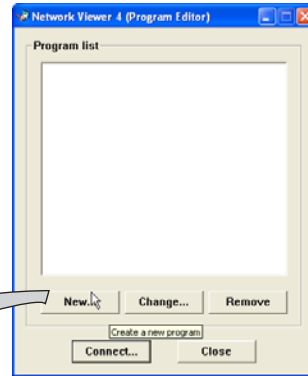 Network Viewer 4 (Program Editor)
Program list
New...
Change...
Remove
Create a new program
Connect...
Close